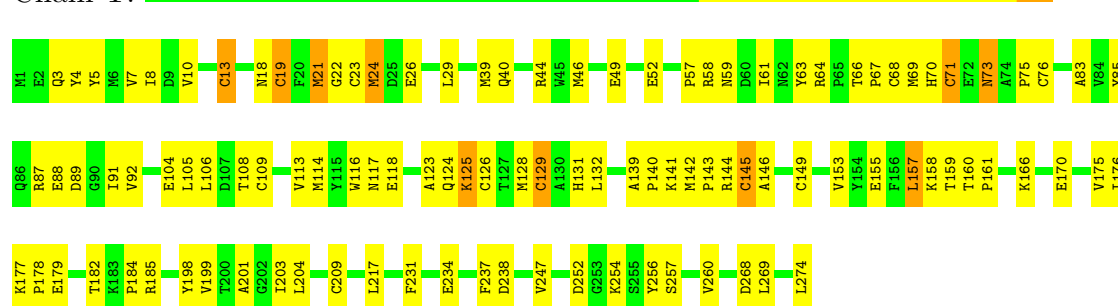 M1 E2 Q3 Y4 Y5 M6 V7 I8 D9 V10 C13 N18 C19 F20 M21 G22 C23 M24 D25 E26 L29 M39 Q40 R44 W45 M46 E49 E52 P57 R58 N59 D60 I61 N62 Y63 R64 P65 T66 P67 C68 M69 H70 C71 E72 N73 A74 P75 C76 A83 V84 Y85
Q86 R87 E88 D89 G90 I91 V92 E104 L105 L106 D107 T108 C109 V113 M114 Y115 W116 N117 E118 A123 Q124 K125 C126 T127 M128 C129 A130 H131 L132 A139 P140 K141 M142 P143 R144 C145 A146 C149 V153 Y154 E155 F156 L157 K158 T159 T160 P161 K166 E170 V175 I176
K177 P178 E179 T182 K183 P184 R185 Y198 V199 T200 A201 G202 I203 L204 C209 L217 F231 E234 F237 D238 V247 D252 G253 K254 S255 Y256 S257 V260 D268 L269 L274